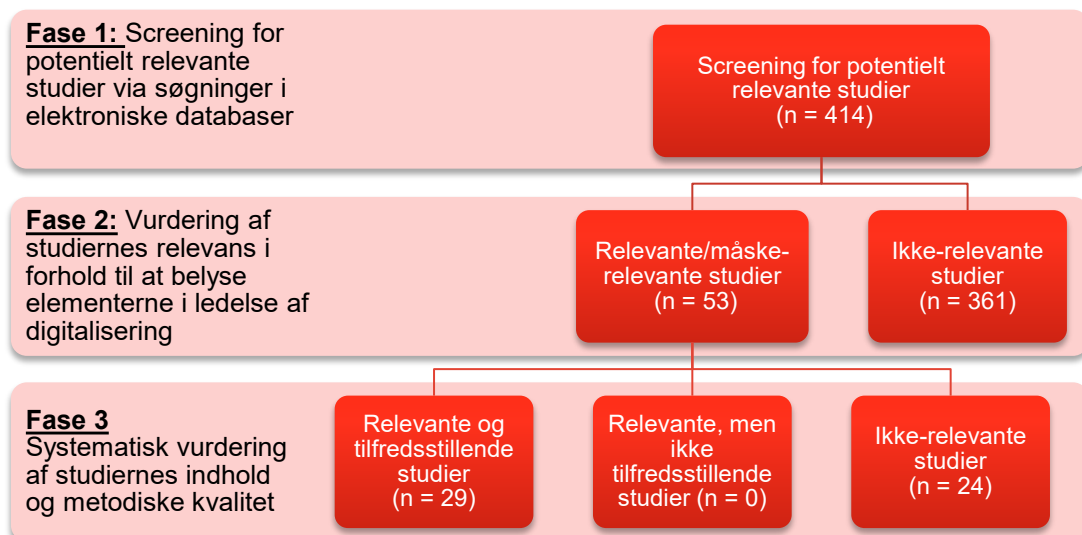 Fase 1: Screening for
potentielt relevante
studier via søgninger i
elektroniske databaser
Screening for potentielt
relevante studier
(n = 414)
Fase 2: Vurdering af
studiernes relevans i
forhold til at belyse
elementerne i ledelse af
digitalisering
Relevante/måske-
relevante studier
(n = 53)
Ikke-relevante
studier
(n = 361)
Fase 3
Systematisk vurdering
af studiernes indhold
og metodiske kvalitet
Relevante og
tilfredsstillende
studier
(n = 29)
Relevante, men
ikke
tilfredsstillende
studier (n = 0)
Ikke-relevante
studier
(n = 24)